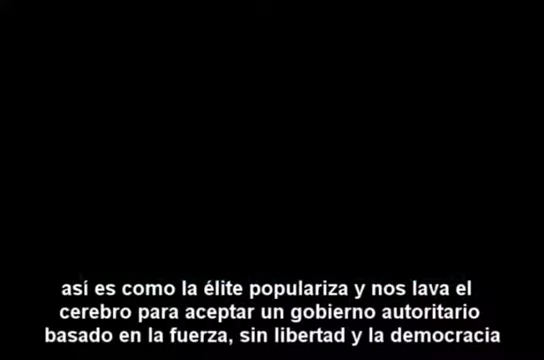 así es como la élite populariza y nos lava el
cerebro para aceptar un gobierno autoritario
basado en la fuerza, sin libertad y la democracia